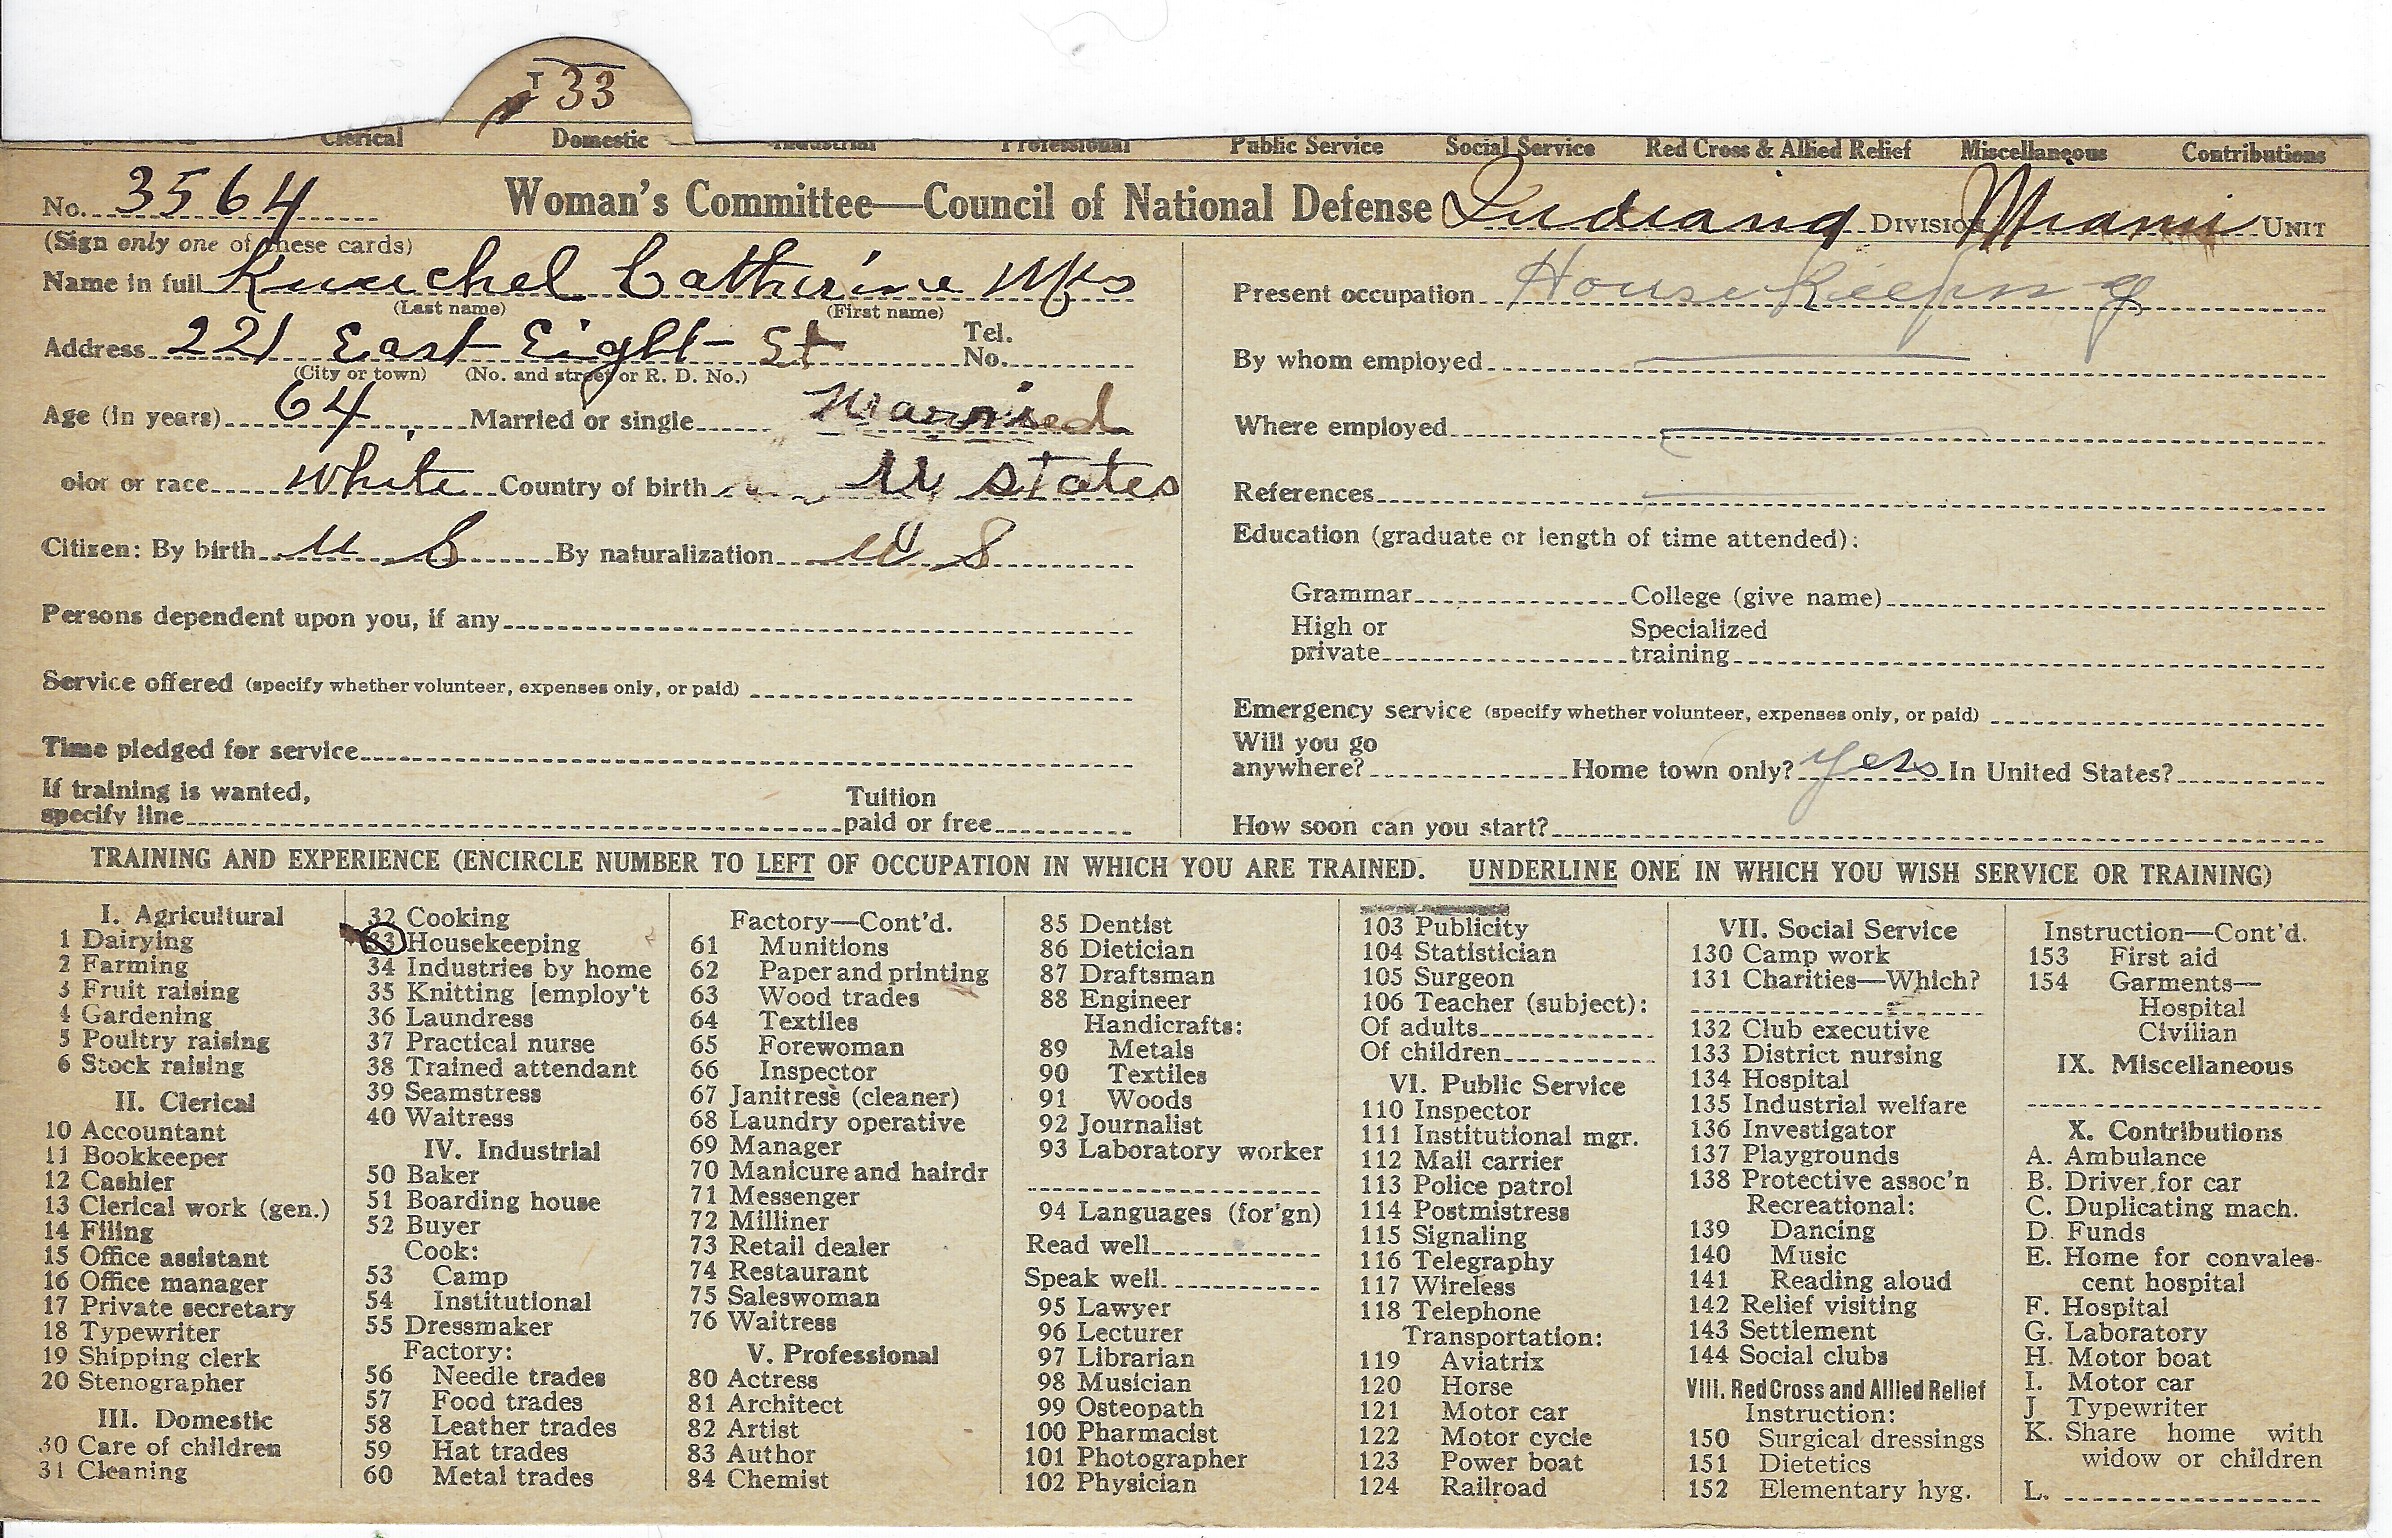 T 33
Clerical Domestic Industrial Professional Public Service Social Service Red Cross & Allied Relief Miscellaneous Contributions
No. 3564 Woman's Committee—Council of National Defense Indiana DIVISION Miami UNIT
(Sign only one of these cards)
Name in full Catherine Mrs
(Last name) (First name)
Address 221 East Eight St Tel. No.
(City or town) (No. and street or R. D. No.)
Age (in years) 64 Married or single Married
olor or race White Country of birth U States
Citizen: By birth U S By naturalization U S
Persons dependent upon you, if any
Service offered (specify whether volunteer, expenses only, or paid)
Time pledged for service
If training is wanted,
specify line Tuition paid or free
Present occupation House Keeping
By whom employed
Where employed
References
Education (graduate or length of time attended):
Grammar College (give name)
High or private Specialized training
Emergency service (specify whether volunteer, expenses only, or paid)
Will you go anywhere? Home town only? yes In United States?
How soon can you start?
TRAINING AND EXPERIENCE (ENCIRCLE NUMBER TO LEFT OF OCCUPATION IN WHICH YOU ARE TRAINED. UNDERLINE ONE IN WHICH YOU WISH SERVICE OR TRAINING)
I. Agricultural
1 Dairying
2 Farming
3 Fruit raising
4 Gardening
5 Poultry raising
6 Stock raising
II. Clerical
10 Accountant
11 Bookkeeper
12 Cashier
13 Clerical work (gen.)
14 Filing
15 Office assistant
16 Office manager
17 Private secretary
18 Typewriter
19 Shipping clerk
20 Stenographer
III. Domestic
30 Care of children
31 Cleaning
32 Cooking
33 Housekeeping
34 Industries by home
35 Knitting [employ't
36 Laundress
37 Practical nurse
38 Trained attendant
39 Seamstress
40 Waitress
IV. Industrial
50 Baker
51 Boarding house
52 Buyer
Cook:
53 Camp
54 Institutional
55 Dressmaker
Factory:
56 Needle trades
57 Food trades
58 Leather trades
59 Hat trades
60 Metal trades
Factory—Cont'd.
61 Munitions
62 Paper and printing
63 Wood trades
64 Textiles
65 Forewoman
66 Inspector
67 Janitress (cleaner)
68 Laundry operative
69 Manager
70 Manicure and hairdr
71 Messenger
72 Milliner
73 Retail dealer
74 Restaurant
75 Saleswoman
76 Waitress
V. Professional
80 Actress
81 Architect
82 Artist
83 Author
84 Chemist
85 Dentist
86 Dietician
87 Draftsman
88 Engineer
Handicrafts:
89 Metals
90 Textiles
91 Woods
92 Journalist
93 Laboratory worker
94 Languages (for'gn)
Read well
Speak well
95 Lawyer
96 Lecturer
97 Librarian
98 Musician
99 Osteopath
100 Pharmacist
101 Photographer
102 Physician
103 Publicity
104 Statistician
105 Surgeon
106 Teacher (subject):
Of adults
Of children
VI. Public Service
110 Inspector
111 Institutional mgr.
112 Mail carrier
113 Police patrol
114 Postmistress
115 Signaling
116 Telegraphy
117 Wireless
118 Telephone
Transportation:
119 Aviatrix
120 Horse
121 Motor car
122 Motor cycle
123 Power boat
124 Railroad
VII. Social Service
130 Camp work
131 Charities—Which?
132 Club executive
133 District nursing
134 Hospital
135 Industrial welfare
136 Investigator
137 Playgrounds
138 Protective assoc'n
Recreational:
139 Dancing
140 Music
141 Reading aloud
142 Relief visiting
143 Settlement
144 Social clubs
VIII. Red Cross and Allied Relief
Instruction:
150 Surgical dressings
151 Dietetics
152 Elementary hyg.
Instruction—Cont'd.
153 First aid
154 Garments—
Hospital
Civilian
IX. Miscellaneous
X. Contributions
A. Ambulance
B. Driver for car
C. Duplicating mach.
D. Funds
E. Home for convales-
cent hospital
F. Hospital
G. Laboratory
H. Motor boat
I. Motor car
J. Typewriter
K. Share home with
widow or children
L.